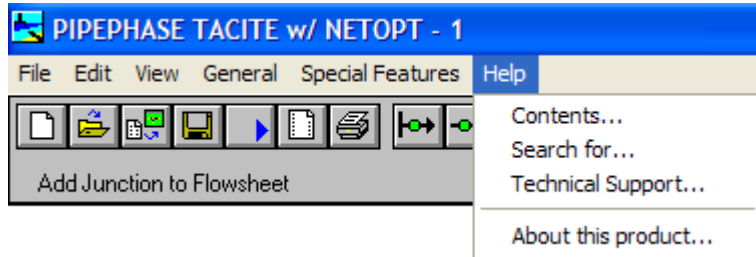 PIPEPHASE TACITE w/ NETOPT - 1
File Edit View General Special Features Help
Contents...
Search for...
Add Junction to Flowsheet
Technical Support...
About this product...